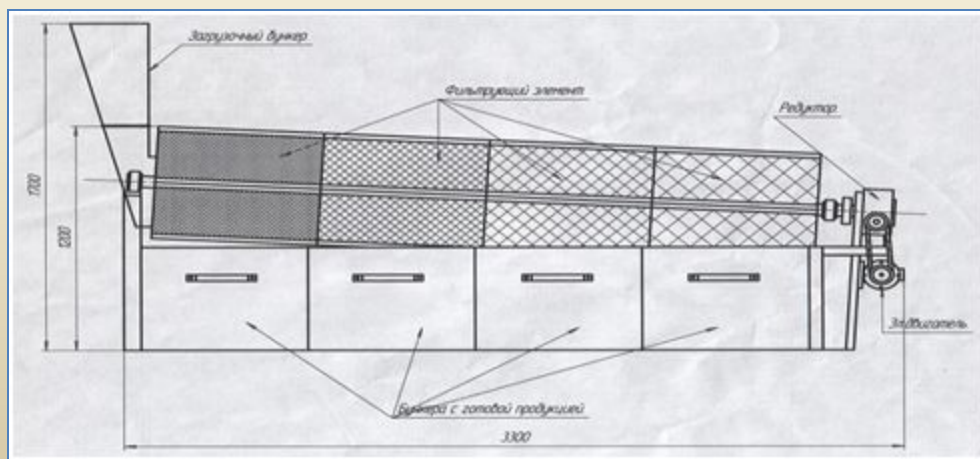 Загрузочный бункер
Фильтрующий элемент
Редуктор
1700
1200
Эл.двигатель
Бункера с готовой продукцией
3300